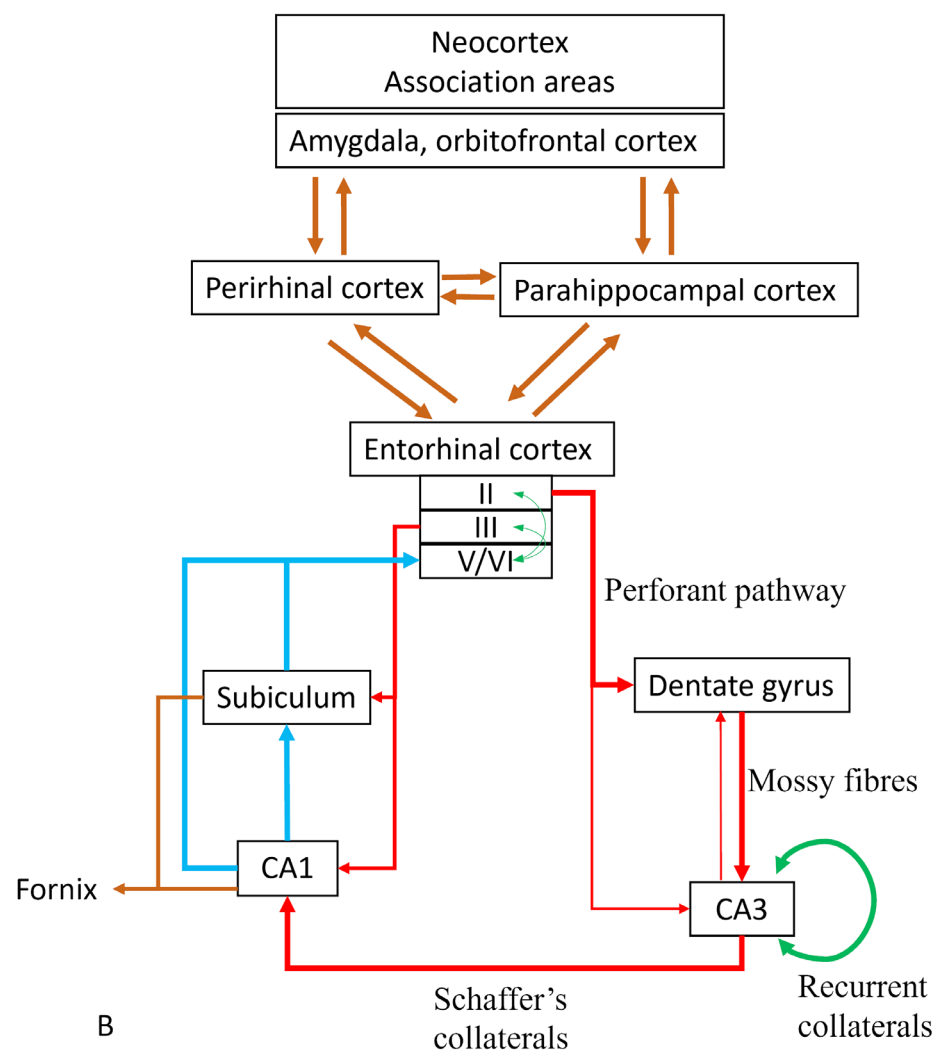 Neocortex
Association areas
Amygdala, orbitofrontal cortex
Perirhinal cortex
Parahippocampal cortex
Entorhinal cortex
II
III
V/VI
Perforant pathway
Subiculum
Dentate gyrus
Mossy fibres
CA1
Fornix
CA3
Schaffer’s
collaterals
Recurrent
collaterals
B